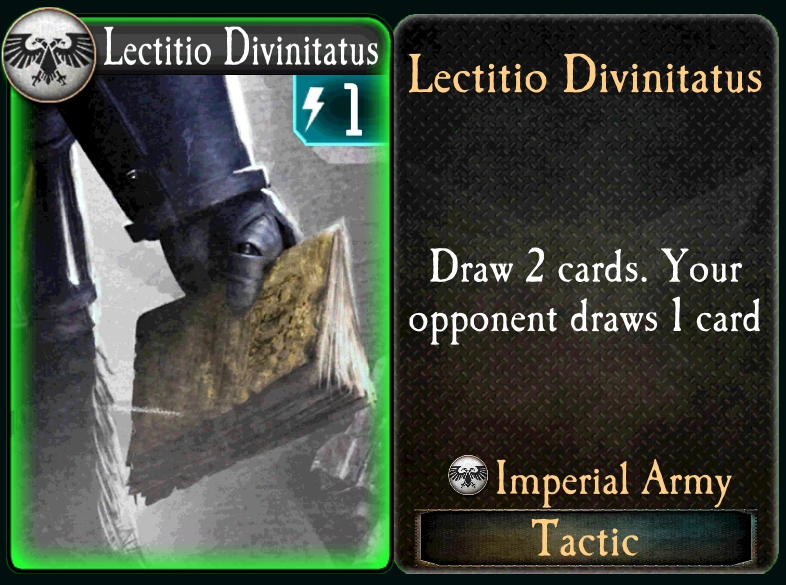 Lectitio Divinitatus
1
Lectitio Divinitatus
Draw 2 cards. Your
opponent draws 1 card
Imperial Army
Tactic